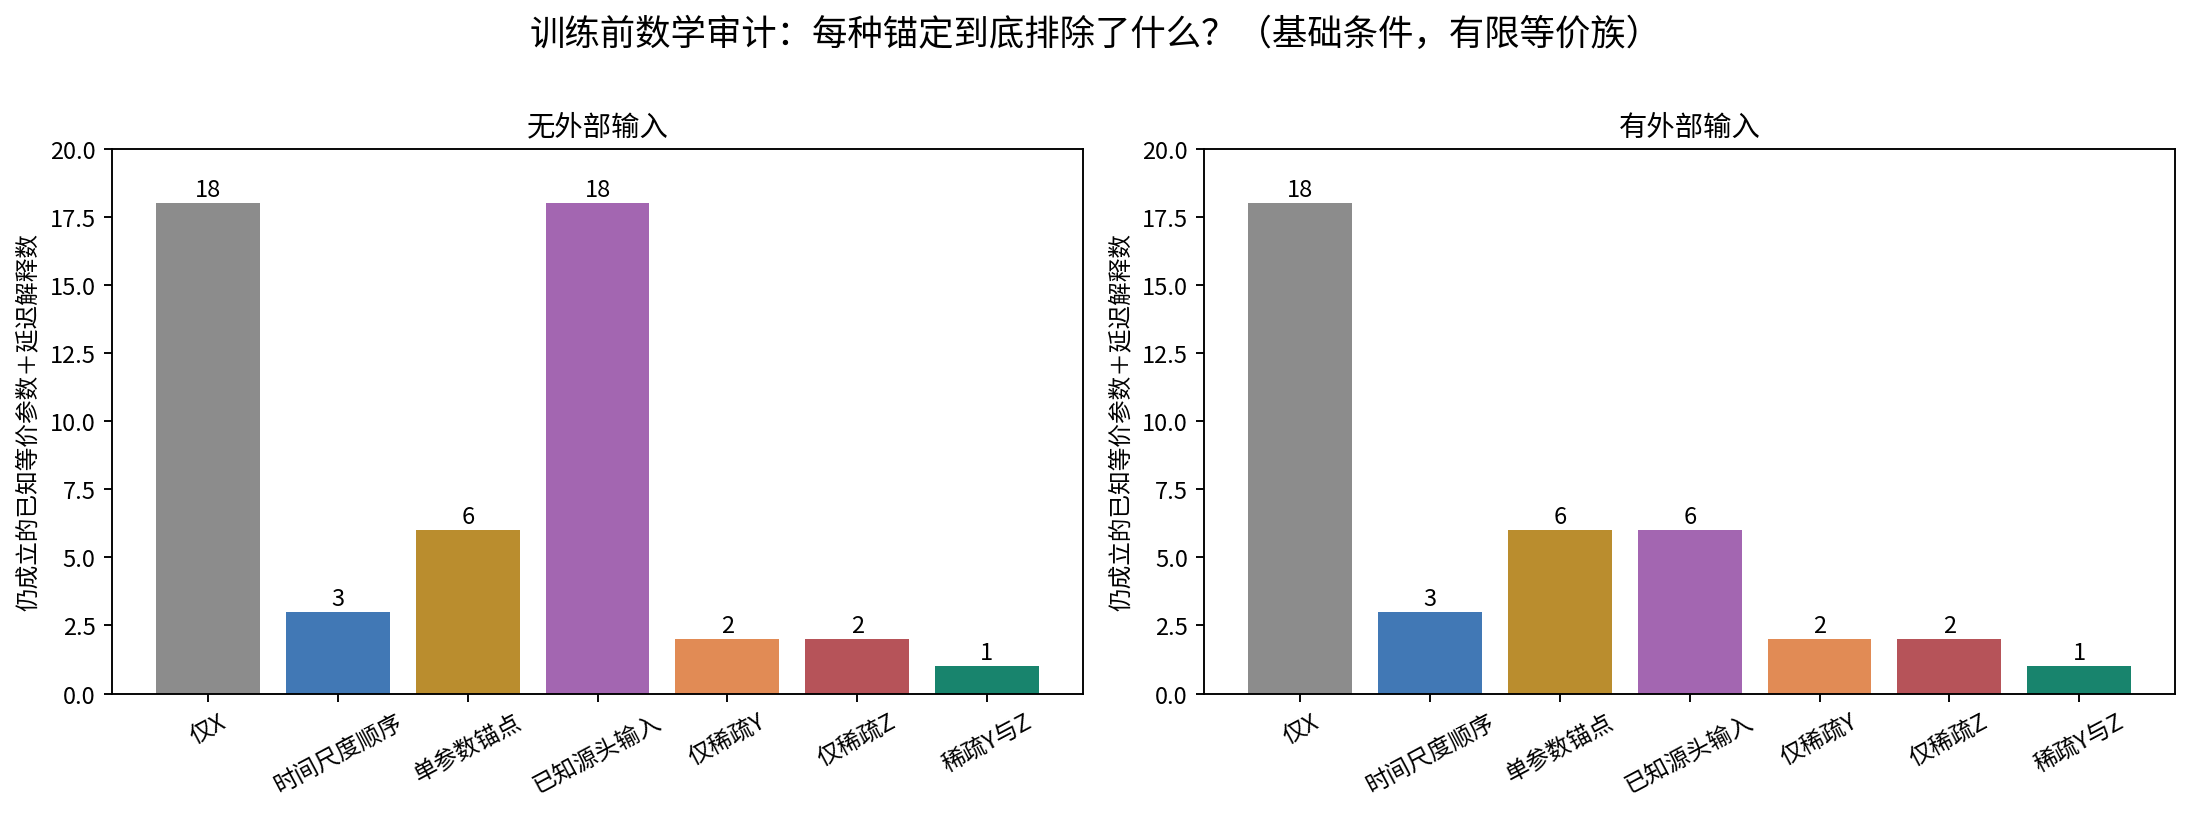 训练前数学审计：每种锚定到底排除了什么？（基础条件，有限等价族）
无外部输入
仍成立的已知等价参数＋延迟解释数
20.0
17.5
15.0
12.5
10.0
7.5
5.0
2.5
0.0
18
3
6
18
2
2
1
仅X
时间尺度顺序
单参数锚点
已知源头输入
仅稀疏Y
仅稀疏Z
稀疏Y与Z
有外部输入
仍成立的已知等价参数＋延迟解释数
20.0
17.5
15.0
12.5
10.0
7.5
5.0
2.5
0.0
18
3
6
6
2
2
1
仅X
时间尺度顺序
单参数锚点
已知源头输入
仅稀疏Y
仅稀疏Z
稀疏Y与Z